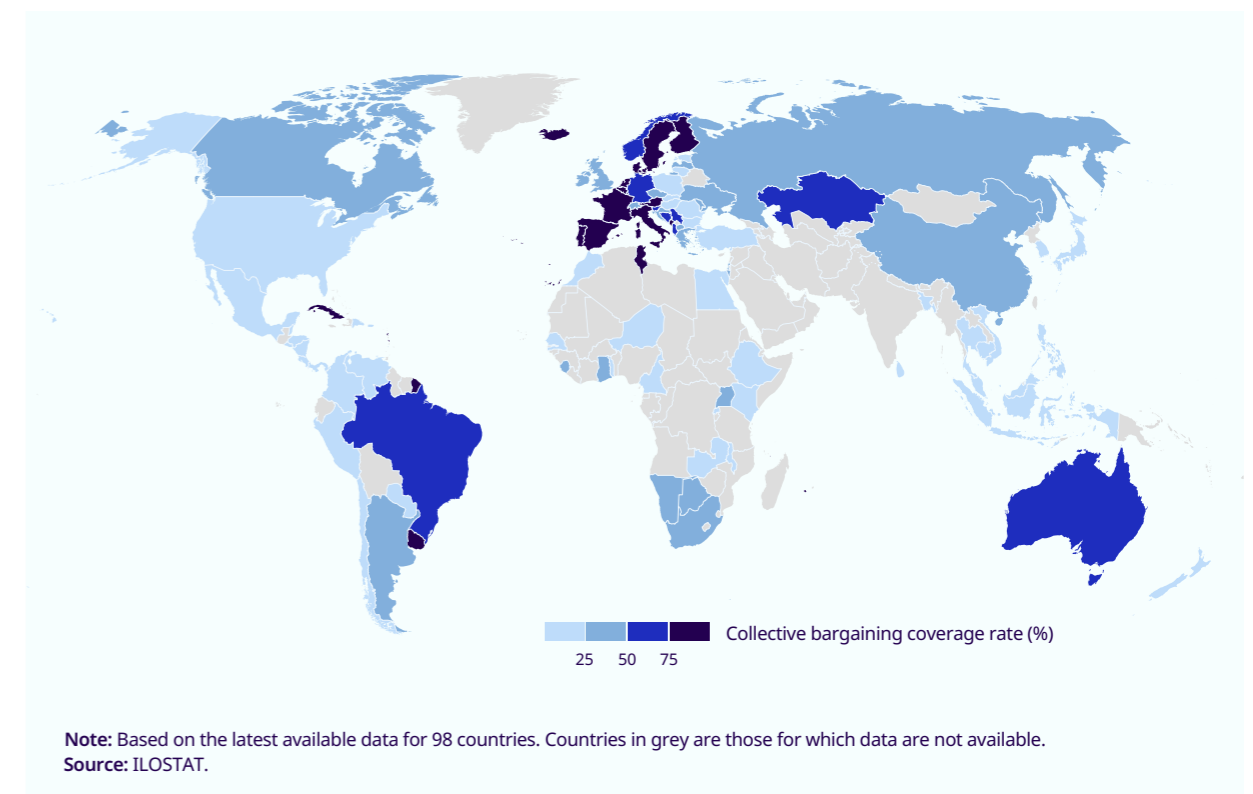 Collective bargaining coverage rate (%)
25 50 75
Note: Based on the latest available data for 98 countries. Countries in grey are those for which data are not available.
Source: ILOSTAT.